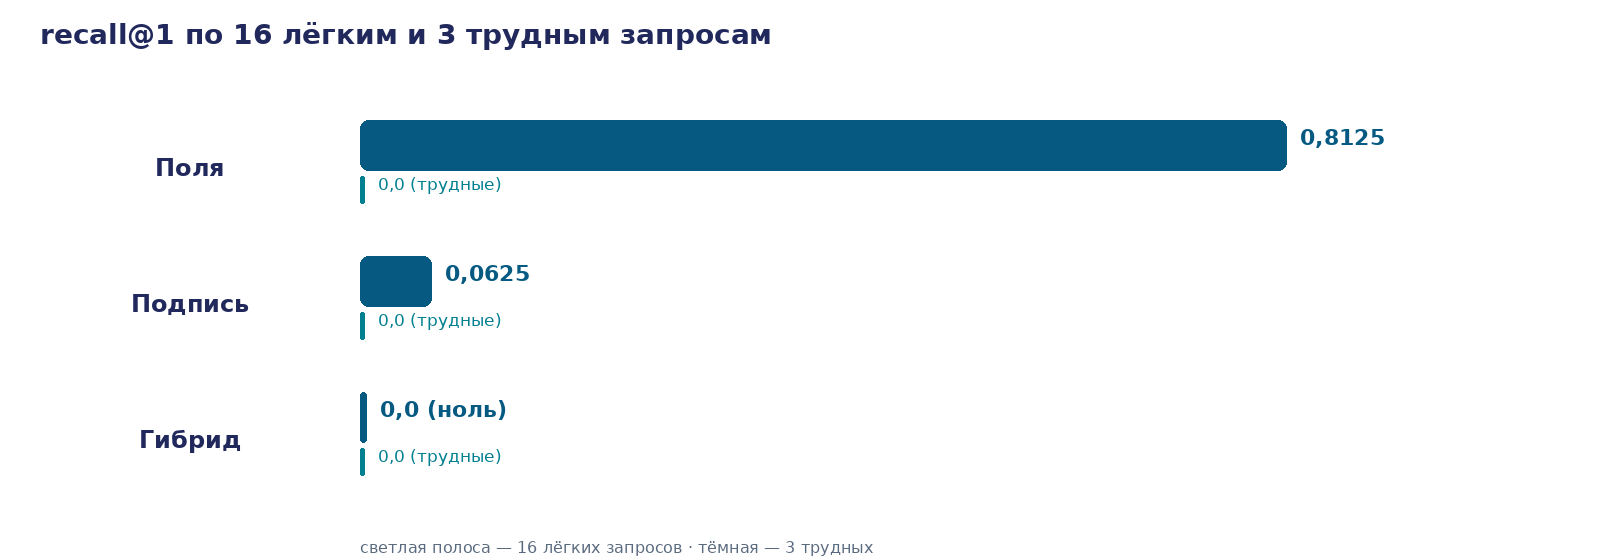 recall@1 по 16 лёгким и 3 трудным запросам
Поля
0,8125
0,0 (трудные)
Подпись
0,0625
0,0 (трудные)
Гибрид
0,0 (ноль)
0,0 (трудные)
светлая полоса — 16 лёгких запросов · тёмная — 3 трудных